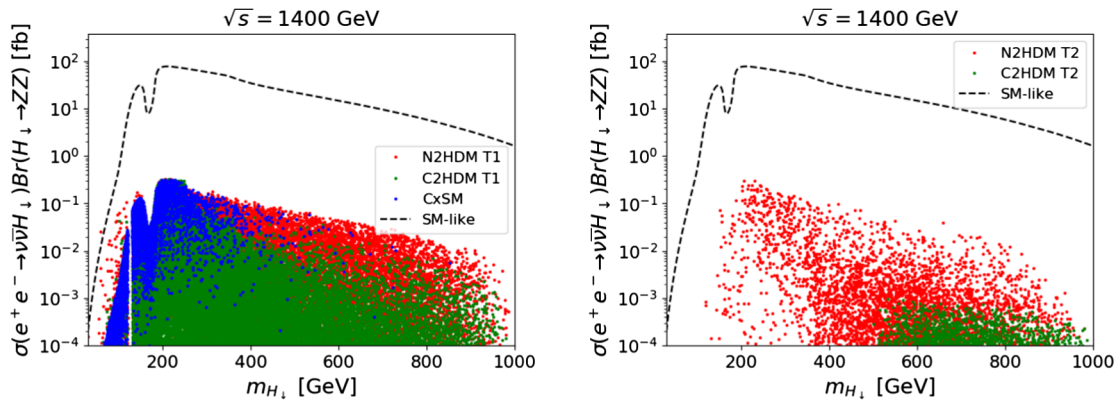 √s = 1400 GeV
σ(e⁺e⁻→νν̅H↓)Br(H↓→ZZ) [fb]
10²
10¹
10⁰
10⁻¹
10⁻²
10⁻³
10⁻⁴
N2HDM T1
C2HDM T1
CxSM
SM-like
200 400 600 800 1000
m_H↓ [GeV]
√s = 1400 GeV
σ(e⁺e⁻→νν̅H↓)Br(H↓→ZZ) [fb]
10²
10¹
10⁰
10⁻¹
10⁻²
10⁻³
10⁻⁴
N2HDM T2
C2HDM T2
SM-like
200 400 600 800 1000
m_H↓ [GeV]